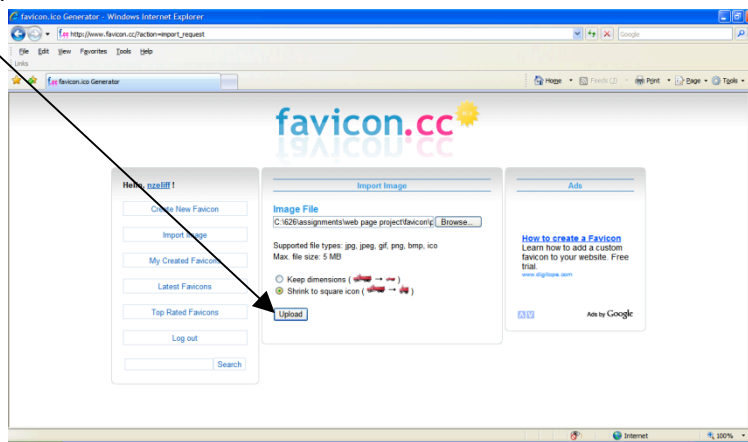 favicon.ico Generator - Windows Internet Explorer
f.cc http://www.favicon.cc/?action=import_request
Google
File Edit View Favorites Tools Help
Links
f.cc favicon.ico Generator
Home Feeds (J) Print Page Tools
favicon.cc
Hello, nzeliff !
Create New Favicon
Import Image
My Created Favicons
Latest Favicons
Top Rated Favicons
Log out
Search
Import Image
Image File
C:\626\assignments\web page project\favicon\p Browse...
Supported file types: jpg, jpeg, gif, png, bmp, ico
Max. file size: 5 MB
Keep dimensions ( → )
Shrink to square icon ( → )
Upload
Ads
How to create a Favicon
Learn how to add a custom
favicon to your website. Free
trial.
www.digitope.com
Ads by Google
Internet
100%